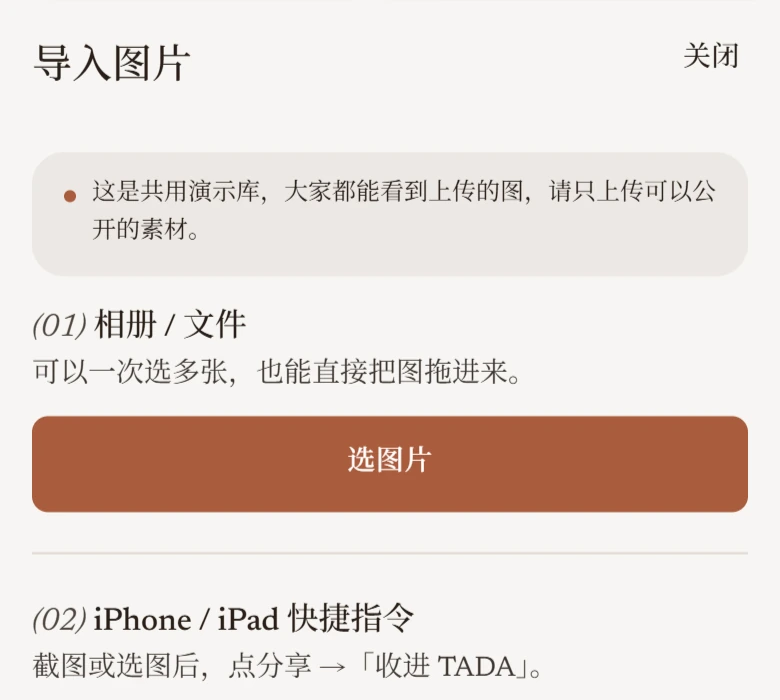 导入图片
关闭
这是共用演示库，大家都能看到上传的图，请只上传可以公
开的素材。
(01) 相册 / 文件
可以一次选多张，也能直接把图拖进来。
选图片
(02) iPhone / iPad 快捷指令
截图或选图后，点分享 →「收进 TADA」。